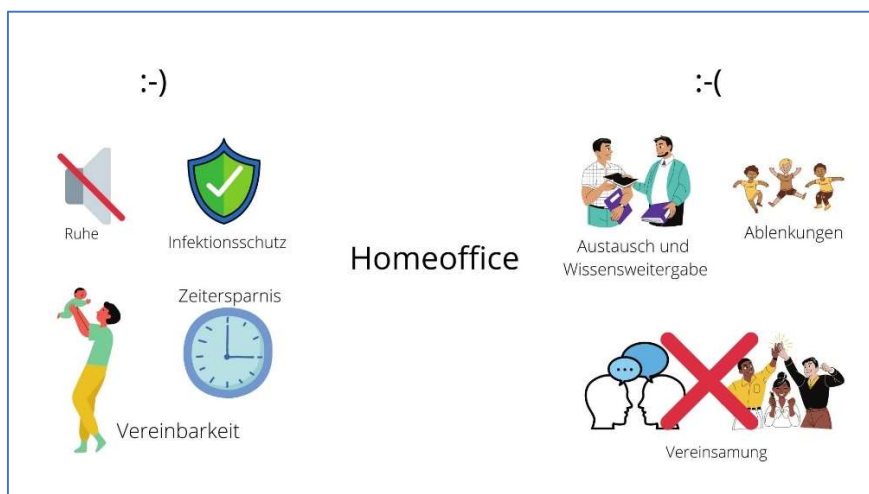 :-)
:-(
Ruhe
Infektionsschutz
Zeitersparnis
Vereinbarkeit
Homeoffice
Austausch und
Wissensweitergabe
Ablenkungen
Vereinsamung